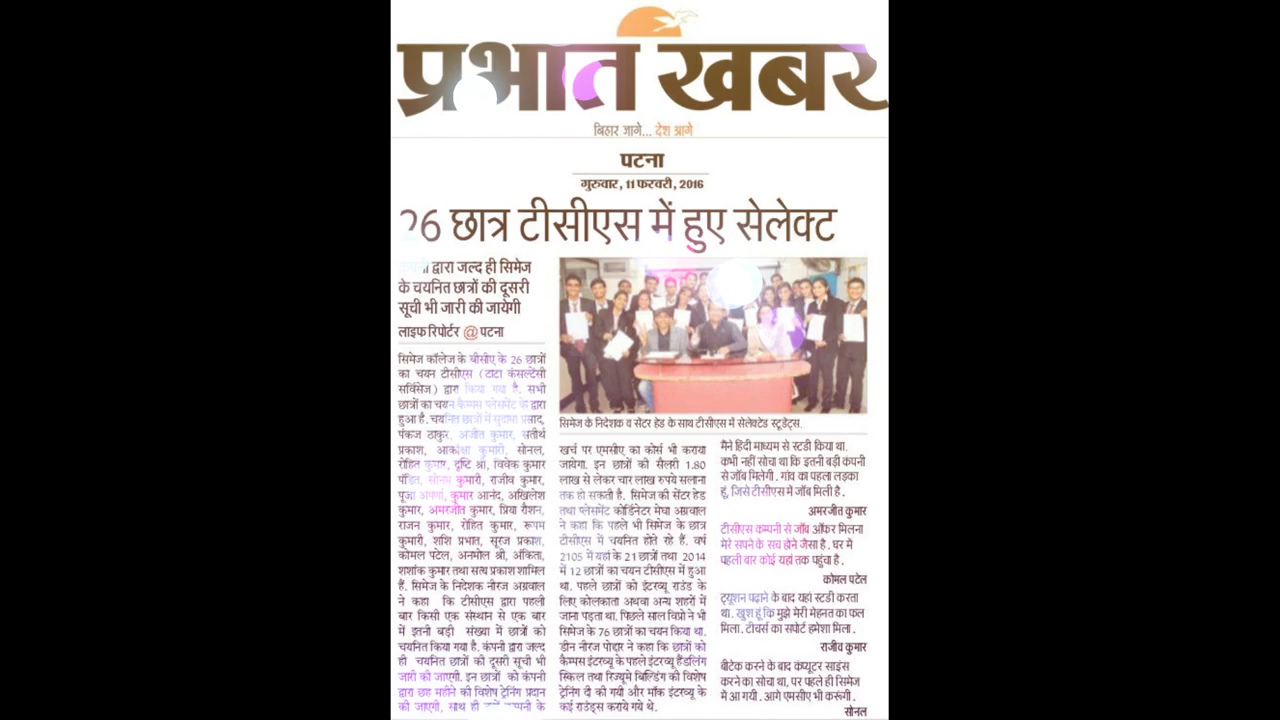 प्रभात खबर
बिहार जागे... देश आगे
पटना
गुरुवार, 11 फरवरी, 2016
26 छात्र टीसीएस में हुए सेलेक्ट
द्वारा जल्द ही सिमेज
के चयनित छात्रों की दूसरी
सूची भी जारी की जायेगी
लाइफ रिपोर्टर @ पटना
सिमेज कॉलेज के बीसीए के 26 छात्रों
का चयन टीसीएस (टाटा कंसल्टेंसी
सर्विसेज) द्वारा किया गया है. सभी
छात्रों का चयन कैम्पस प्लेसमेंट के द्वारा
हुआ है. चयनित छात्रों में सुदामा प्रसाद,
पंकज ठाकुर, अजीत कुमार, सतीर्थ
प्रकाश, आकांक्षा कुमारी, सोनल,
रोहित कुमार, दृष्टि श्री, विवेक कुमार
पंडित, सोनम कुमारी, राजीव कुमार,
पूजा अपर्णा, कुमार आनंद, अखिलेश
कुमार, अमरजीत कुमार, प्रिया रौशन,
राजन कुमार, रोहित कुमार, रूपम
कुमारी, शशि प्रभात, सूरज प्रकाश,
कोमल पटेल, अनमोल श्री, अंकिता,
शशांक कुमार तथा सत्य प्रकाश शामिल
हैं. सिमेज के निदेशक नीरज अग्रवाल
ने कहा कि टीसीएस द्वारा पहली
बार किसी एक संस्थान से एक बार
में इतनी बड़ी संख्या में छात्रों को
चयनित किया गया है. कंपनी द्वारा जल्द
ही चयनित छात्रों की दूसरी सूची भी
जारी की जाएगी. इन छात्रों को कंपनी
द्वारा छह महीने की विशेष ट्रेनिंग प्रदान
की जाएगी, साथ ही के
सिमेज के निदेशक व सेंटर हेड के साथ टीसीएस में सेलेक्टेड स्टूडेंट्स.
खर्च पर एमसीए का कोर्स भी कराया
जायेगा. इन छात्रों की सैलरी 1.80
लाख से लेकर चार लाख रुपये सलाना
तक हो सकती है. सिमेज की सेंटर हेड
तथा प्लेसमेंट कोर्डिनेटर मेघा अग्रवाल
ने कहा कि पहले भी सिमेज के छात्र
टीसीएस में चयनित होते रहे हैं. वर्ष
2105 में यहां के 21 छात्रों तथा 2014
में 12 छात्रों का चयन टीसीएस में हुआ
था. पहले छात्रों को इंटरव्यू राउंड के
लिए कोलकाता अथवा अन्य शहरों में
जाना पड़ता था. पिछले साल विप्रो ने भी
सिमेज के 76 छात्रों का चयन किया था.
डीन नीरज पोद्दार ने कहा कि छात्रों को
कैम्पस इंटरव्यू के पहले इंटरव्यू हैंडलिंग
स्किल तथा रिज्यूमे बिल्डिंग की विशेष
ट्रेनिंग दी की गयी और मॉक इंटरव्यू के
कई राउंड्स कराये गये थे.
मैने हिंदी माध्यम से स्टडी किया था.
कभी नहीं सोचा था कि इतनी बड़ी कंपनी
से जॉब मिलेगी. गांव का पहला लड़का
हूं, जिसे टीसीएस में जॉब मिली है.
अमरजीत कुमार
टीसीएस कम्पनी से जॉब ऑफर मिलना
मेरे सपने के सच होने जैसा है. घर में
पहली बार कोई यहां तक पहुंचा है.
कोमल पटेल
ट्यूशन पढ़ाने के बाद यहां स्टडी करता
था. खुश हूं कि मुझे मेरी मेहनत का फल
मिला. टीचर्स का सपोर्ट हमेशा मिला.
राजीव कुमार
बीटेक करने के बाद कंप्यूटर साइंस
करने का सोचा था, पर पहले ही सिमेज
में आ गयी. आगे एमसीए भी करूंगी.
सोनल